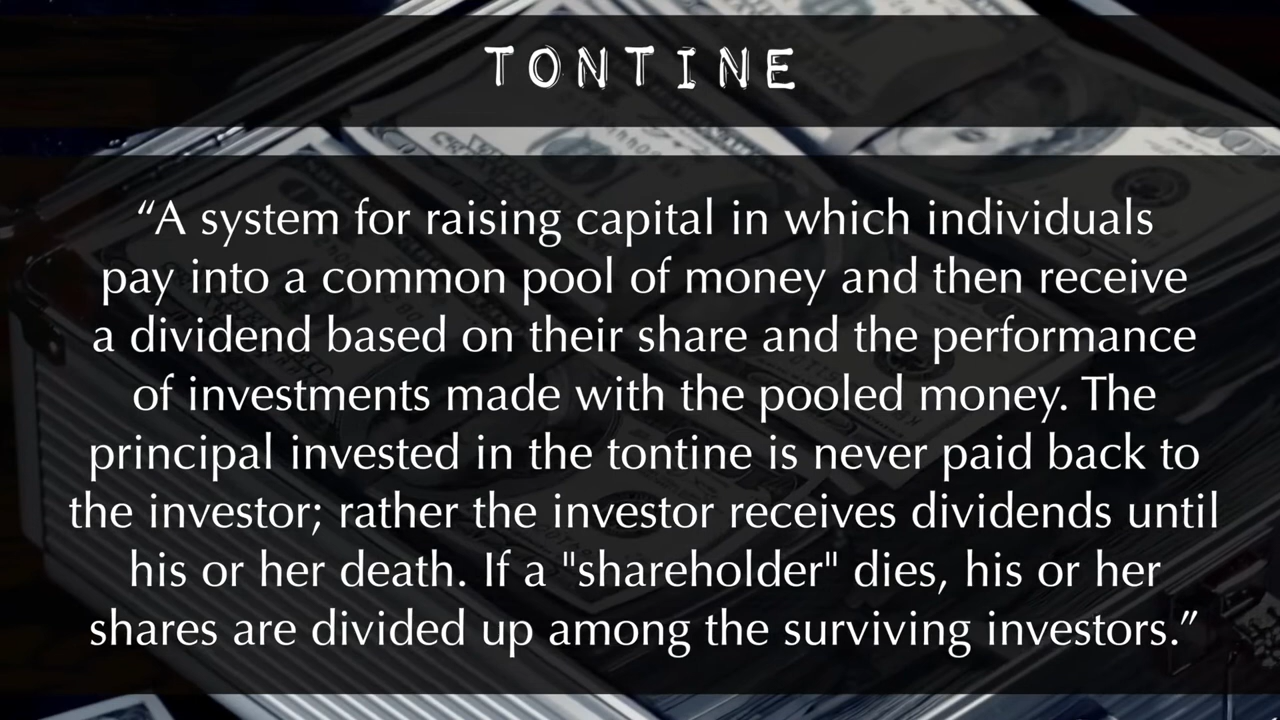 TONTINE
“A system for raising capital in which individuals
pay into a common pool of money and then receive
a dividend based on their share and the performance
of investments made with the pooled money. The
principal invested in the tontine is never paid back to
the investor; rather the investor receives dividends until
his or her death. If a "shareholder" dies, his or her
shares are divided up among the surviving investors.”